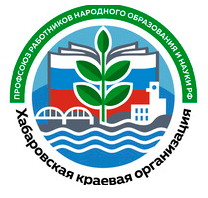 ПРОФСОЮЗ РАБОТНИКОВ НАРОДНОГО ОБРАЗОВАНИЯ И НАУКИ РФ
Хабаровская краевая организация